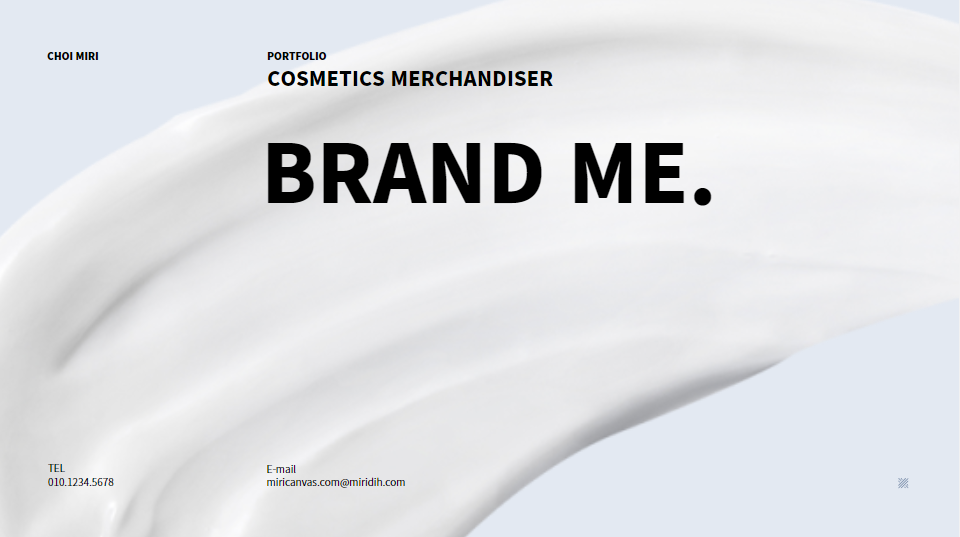 CHOI MIRI
PORTFOLIO
COSMETICS MERCHANDISER
BRAND ME.
TEL
010.1234.5678
E-mail
miricanvas.com@miridih.com